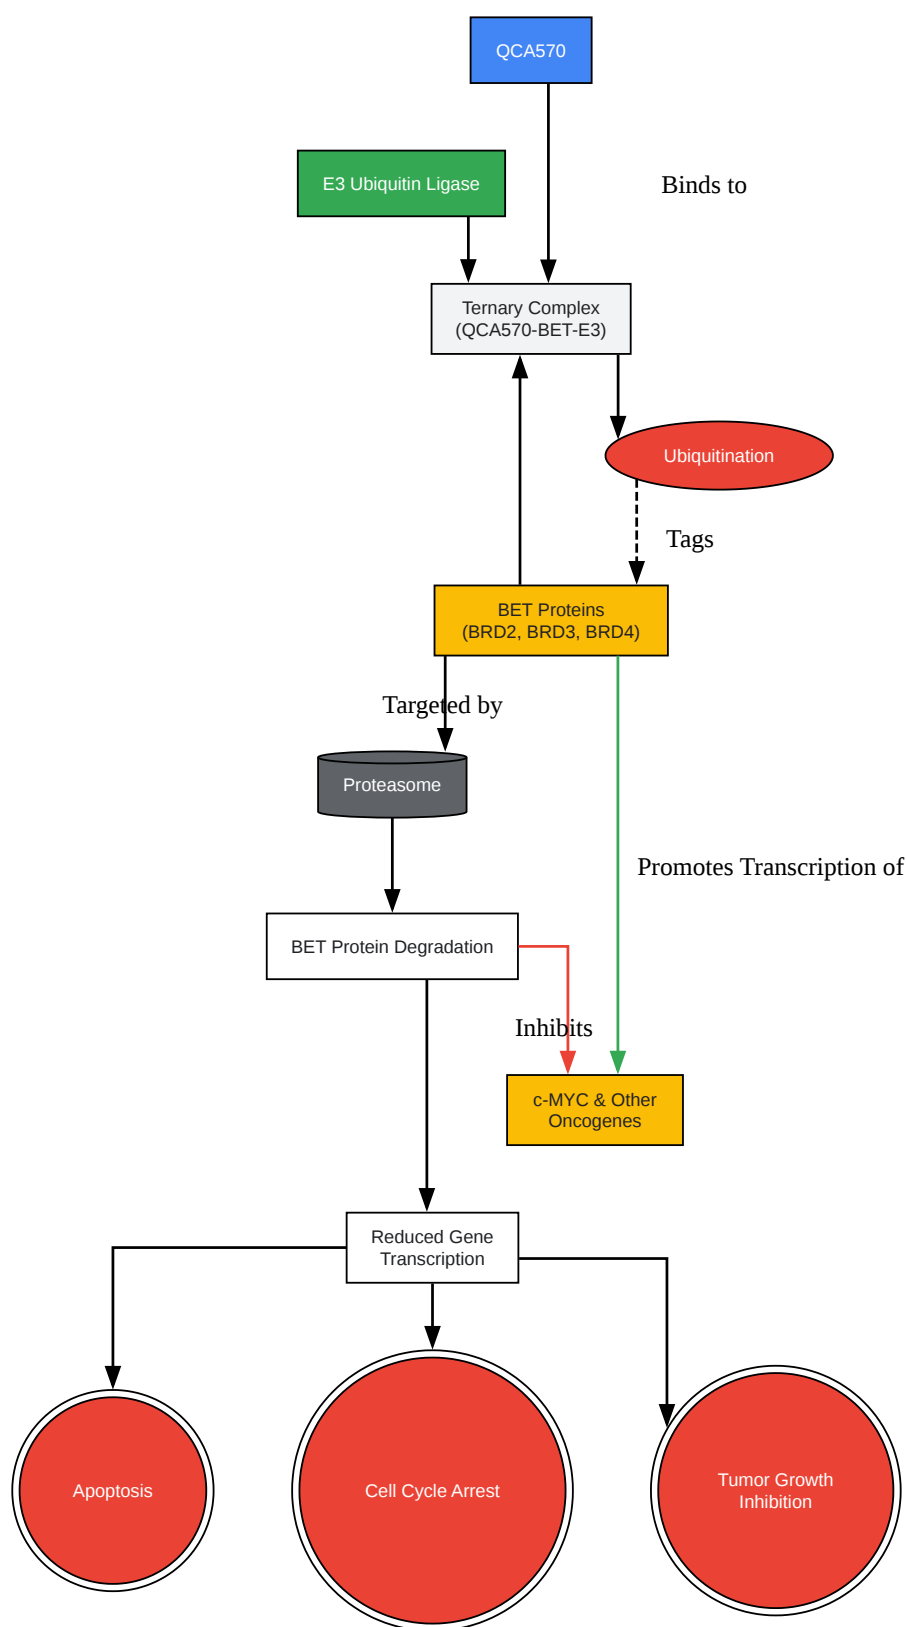 QCA570
E3 Ubiquitin Ligase
Binds to
Ternary Complex
(QCA570-BET-E3)
Ubiquitination
Tags
BET Proteins
(BRD2, BRD3, BRD4)
Targeted by
Proteasome
Promotes Transcription of
BET Protein Degradation
Inhibits
c-MYC & Other
Oncogenes
Reduced Gene
Transcription
Apoptosis
Cell Cycle Arrest
Tumor Growth
Inhibition